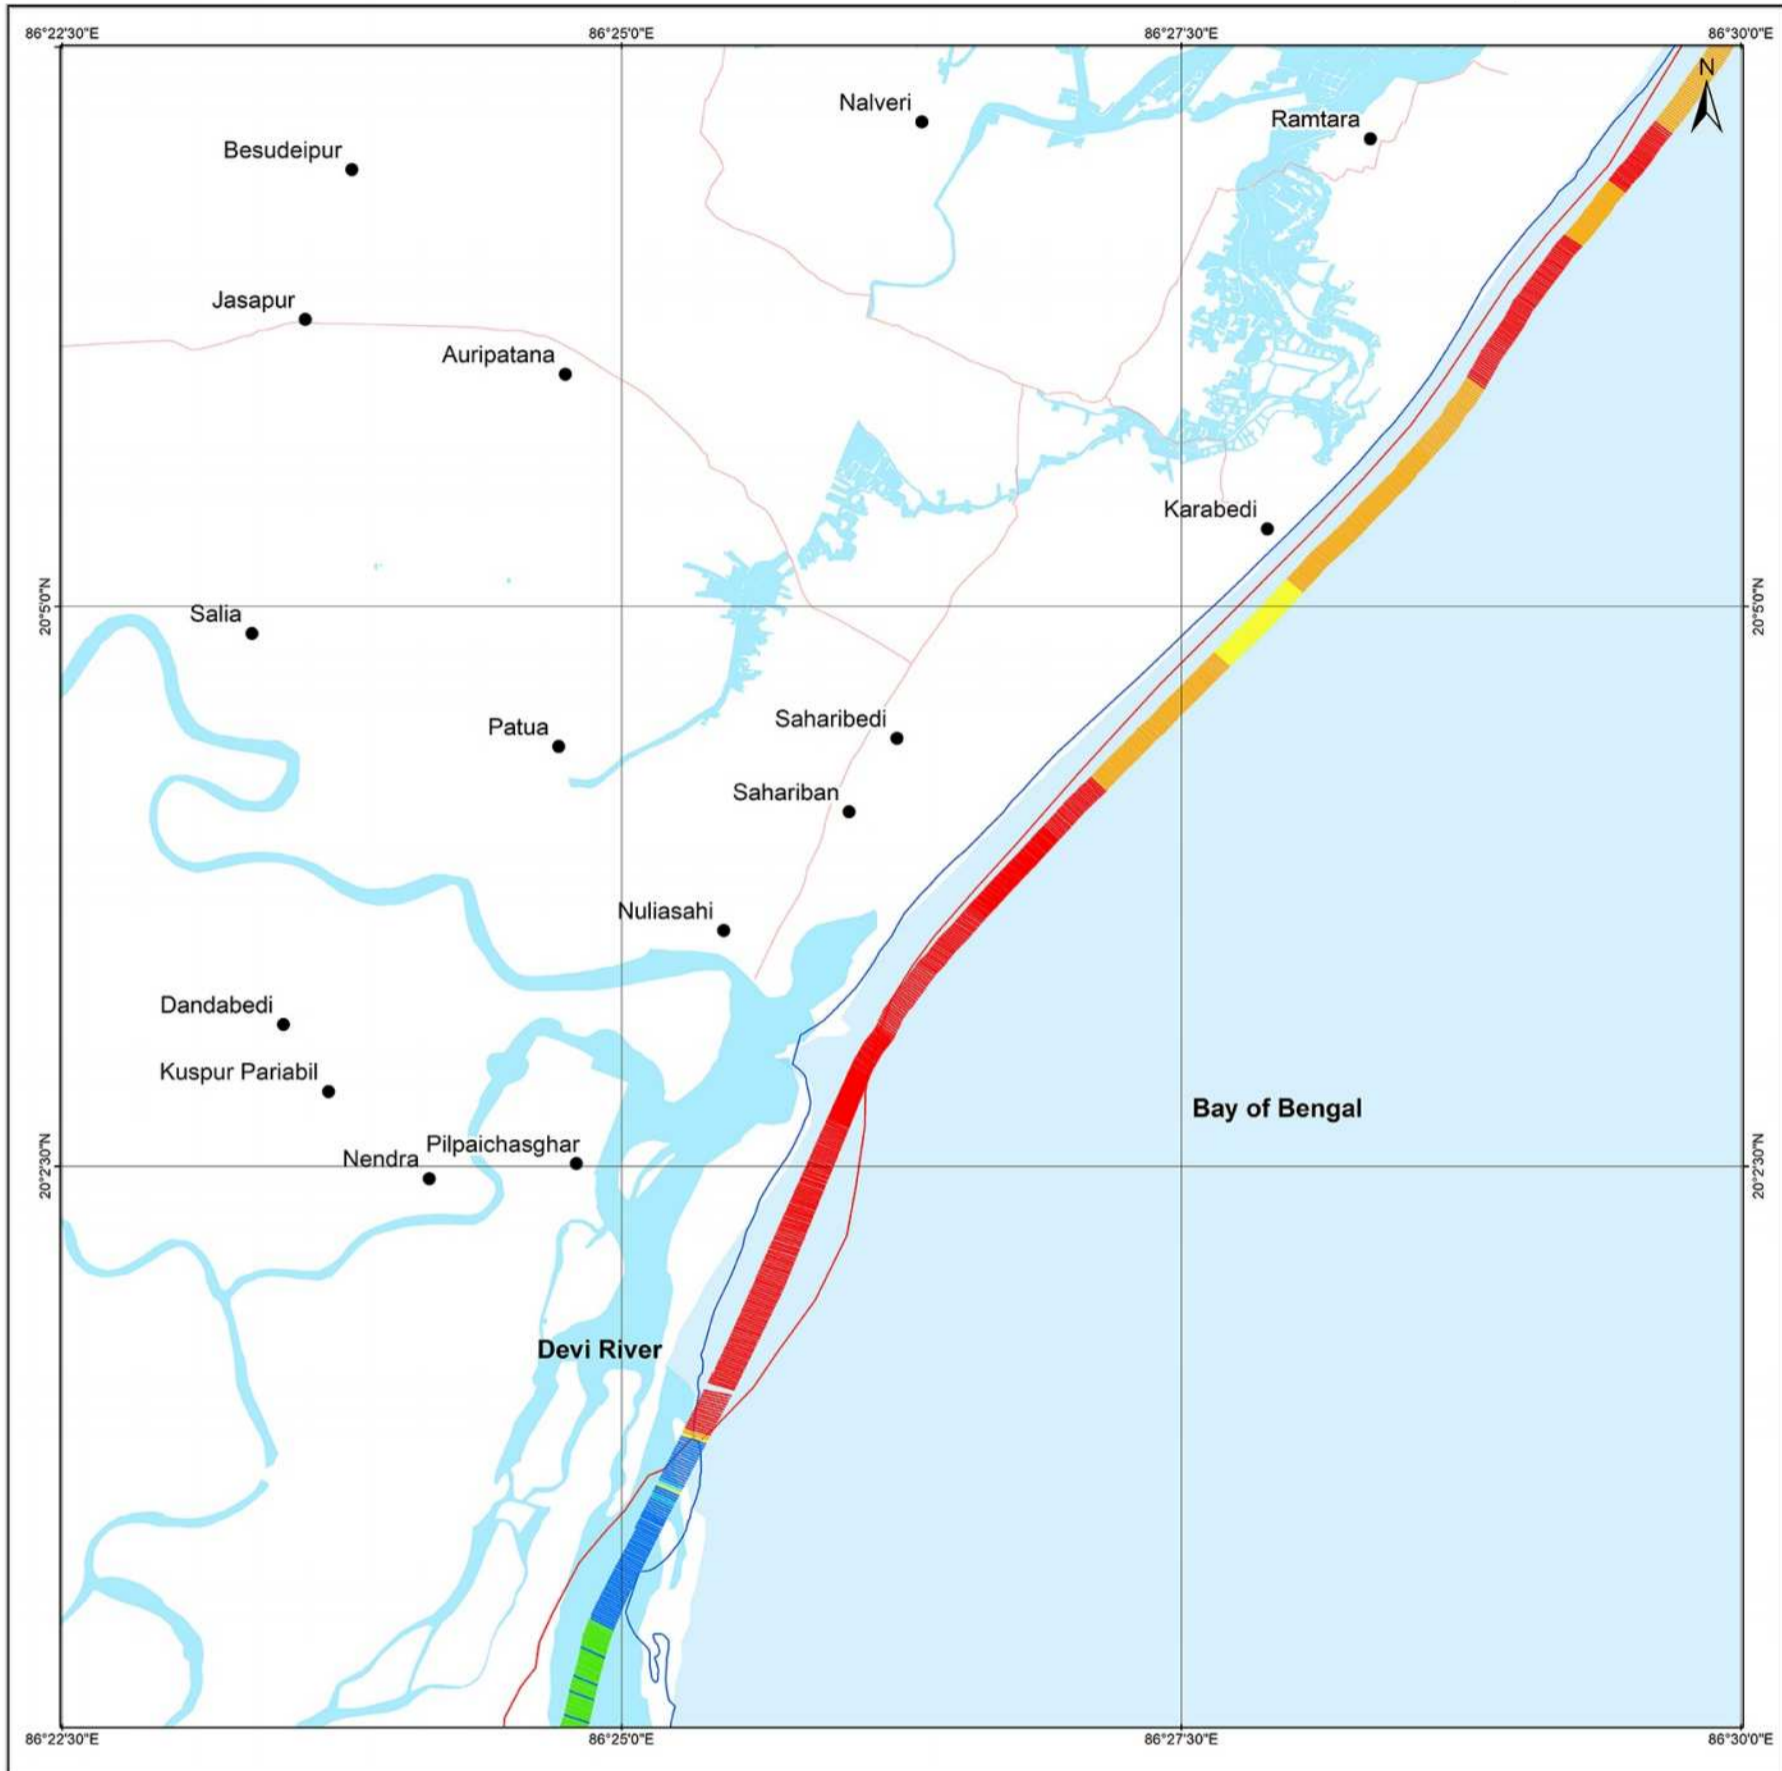 86°22'30"E
86°25'0"E
86°27'30"E
86°30'0"E
N
Nalveri
Ramtara
Besudeipur
Jasapur
Auripatana
Karabedi
20°5'0"N
20°5'0"N
Salia
Saharibedi
Patua
Sahariban
Nuliasahi
Dandabedi
Kuspur Pariabil
Bay of Bengal
Pilpaichasghar
Nendra
20°2'30"N
20°2'30"N
Devi River
86°22'30"E
86°25'0"E
86°27'30"E
86°30'0"E